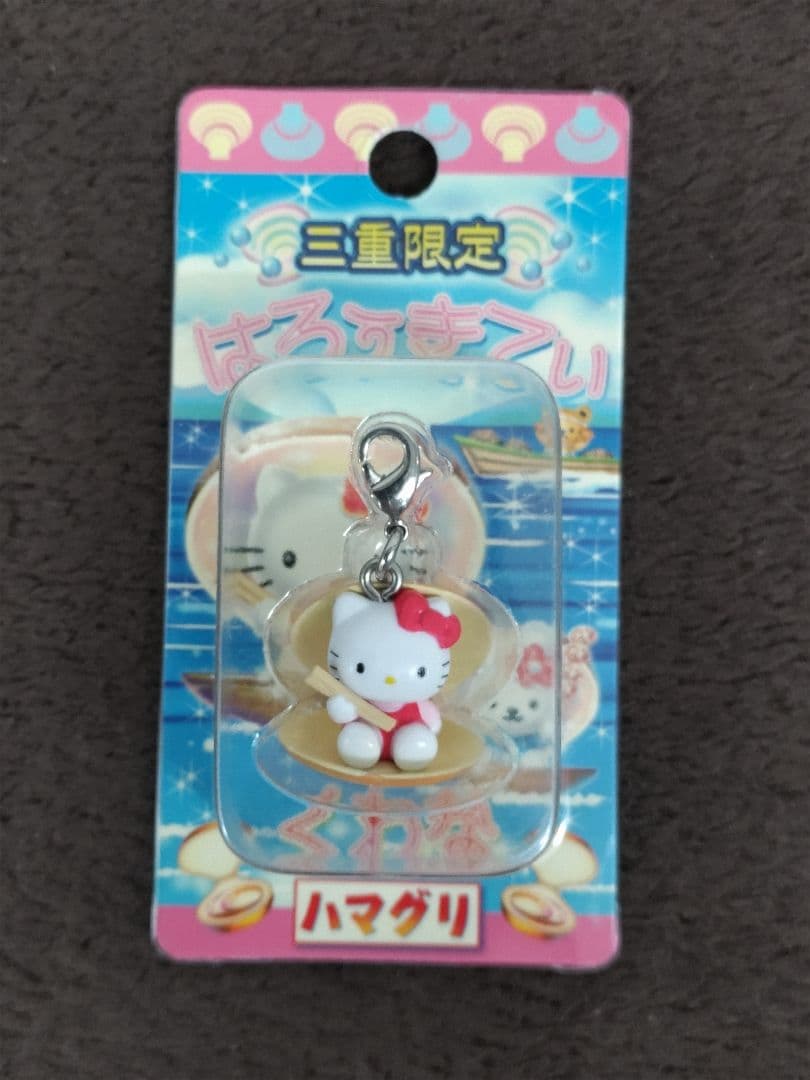 三重限定
はろうきてぃ
くわな
ハマグリ